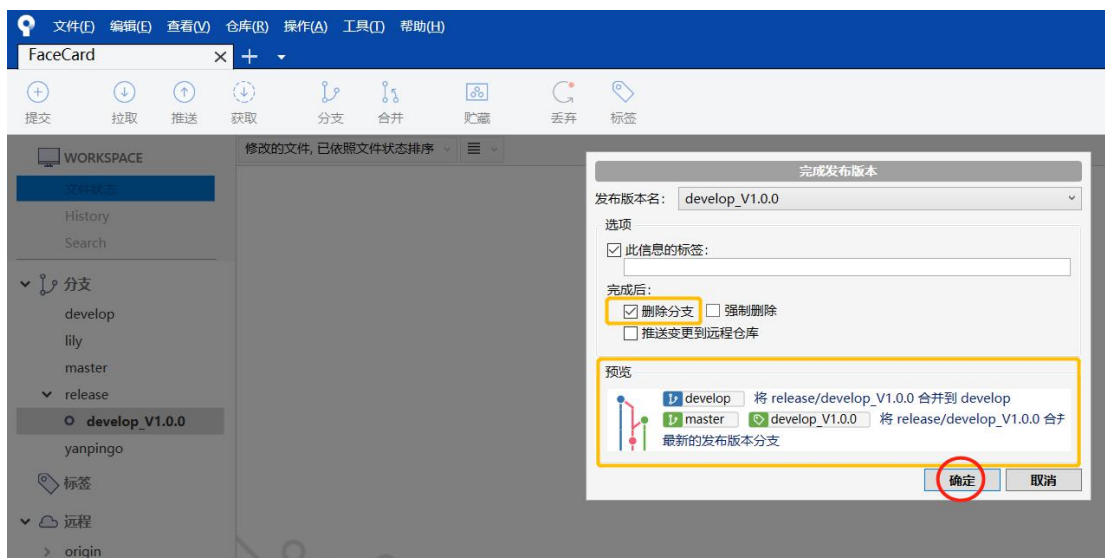 文件(F) 编辑(E) 查看(V) 仓库(R) 操作(A) 工具(T) 帮助(H)
FaceCard
提交 拉取 推送 获取 分支 合并 贮藏 丢弃 标签
WORKSPACE
文件状态
History
Search
分支
develop
lily
master
release
develop_V1.0.0
yanpingo
标签
远程
origin
修改的文件, 已依照文件状态排序
完成发布版本
发布版本名: develop_V1.0.0
选项
此信息的标签:
完成后:
删除分支 强制删除
推送变更到远程仓库
预览
develop 将 release/develop_V1.0.0 合并到 develop
master develop_V1.0.0 将 release/develop_V1.0.0 合并
最新的发布版本分支
确定 取消